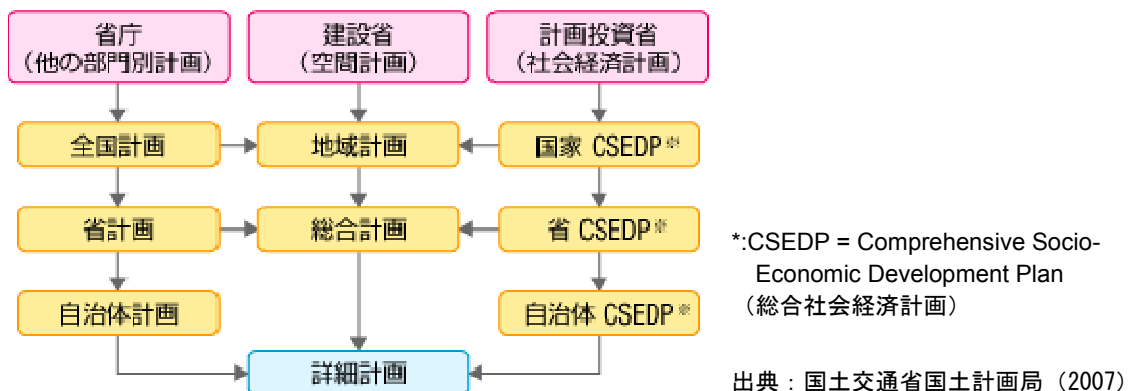 省庁
（他の部門別計画）
建設省
（空間計画）
計画投資省
（社会経済計画）
全国計画
地域計画
国家 CSEDP※
省計画
総合計画
省 CSEDP※
自治体計画
自治体 CSEDP※
詳細計画
*:CSEDP = Comprehensive Socio-
Economic Development Plan
（総合社会経済計画）
出典：国土交通省国土計画局（2007）